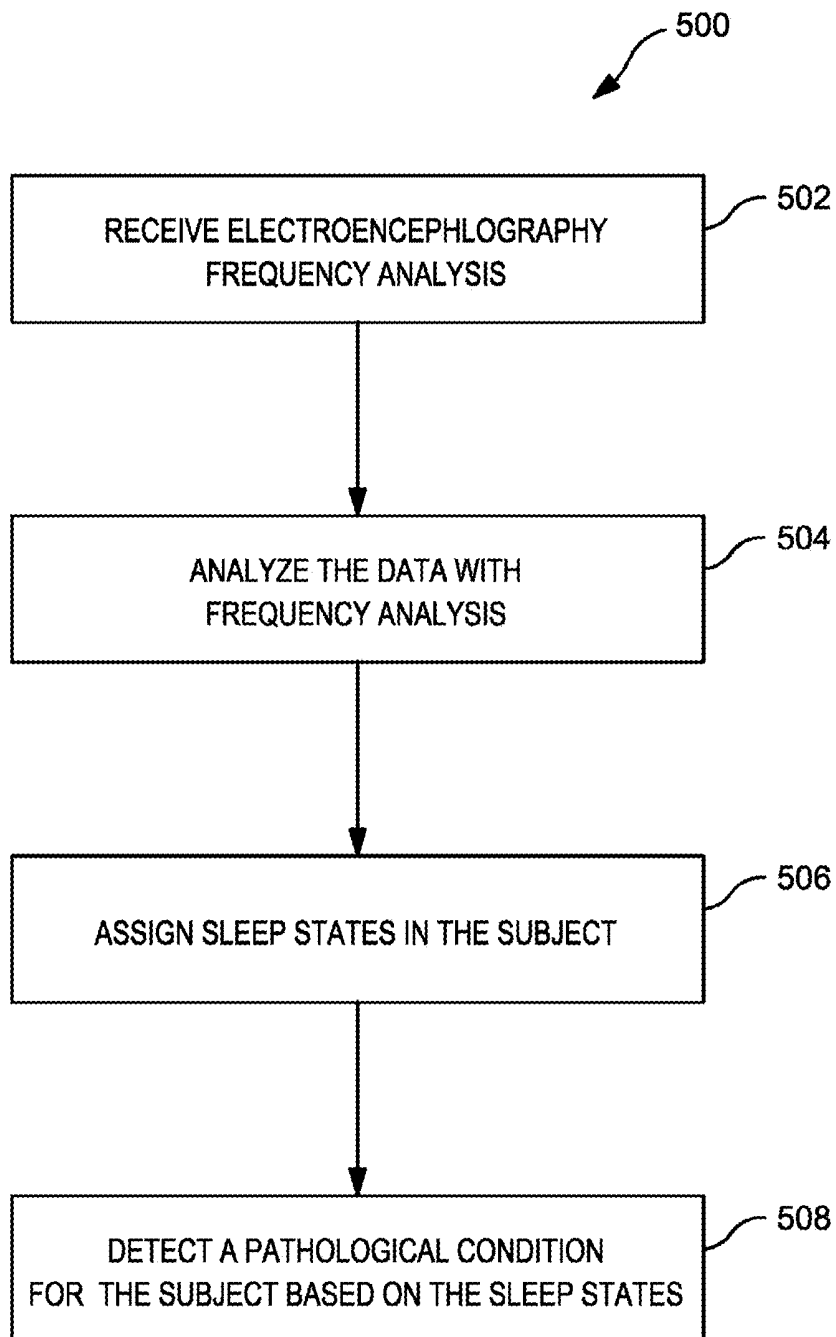 500
502
RECEIVE ELECTROENCEPHLOGRAPHY
FREQUENCY ANALYSIS
504
ANALYZE THE DATA WITH
FREQUENCY ANALYSIS
506
ASSIGN SLEEP STATES IN THE SUBJECT
508
DETECT A PATHOLOGICAL CONDITION
FOR THE SUBJECT BASED ON THE SLEEP STATES